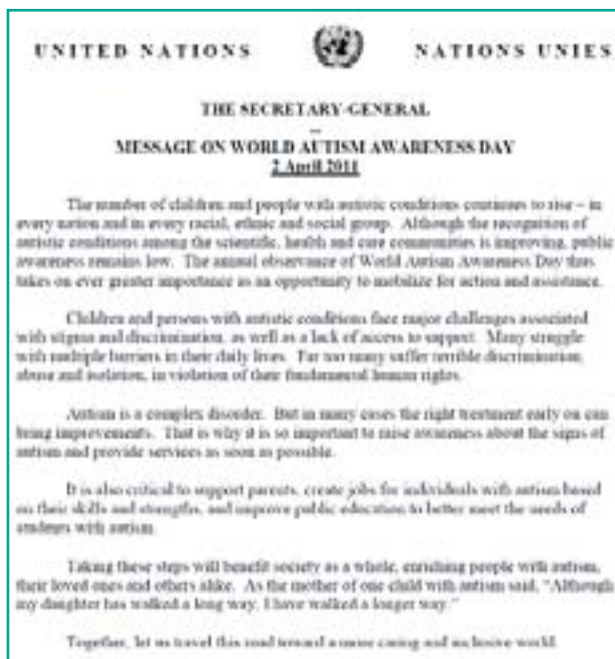 UNITED NATIONS NATIONS UNIES
THE SECRETARY-GENERAL
--
MESSAGE ON WORLD AUTISM AWARENESS DAY
2 April 2011
The number of children and people with autistic conditions continues to rise – in
every nation and in every racial, ethnic and social group. Although the recognition of
autistic conditions among the scientific, health and care communities is improving, public
awareness remains low. The annual observance of World Autism Awareness Day thus
takes on ever greater importance as an opportunity to mobilize for action and assistance.
Children and persons with autistic conditions face major challenges associated
with stigma and discrimination, as well as a lack of access to support. Many struggle
with multiple barriers in their daily lives. Far too many suffer terrible discrimination,
abuse and isolation, in violation of their fundamental human rights.
Autism is a complex disorder. But in many cases the right treatment early on can
bring improvements. That is why it is so important to raise awareness about the signs of
autism and provide services as soon as possible.
It is also critical to support parents, create jobs for individuals with autism based
on their skills and strengths, and improve public education to better meet the needs of
students with autism.
Taking these steps will benefit society as a whole, enriching people with autism,
their loved ones and others alike. As the mother of one child with autism said, “Although
my daughter has walked a long way, I have walked a longer way.”
Together, let us travel this road toward a more caring and inclusive world.